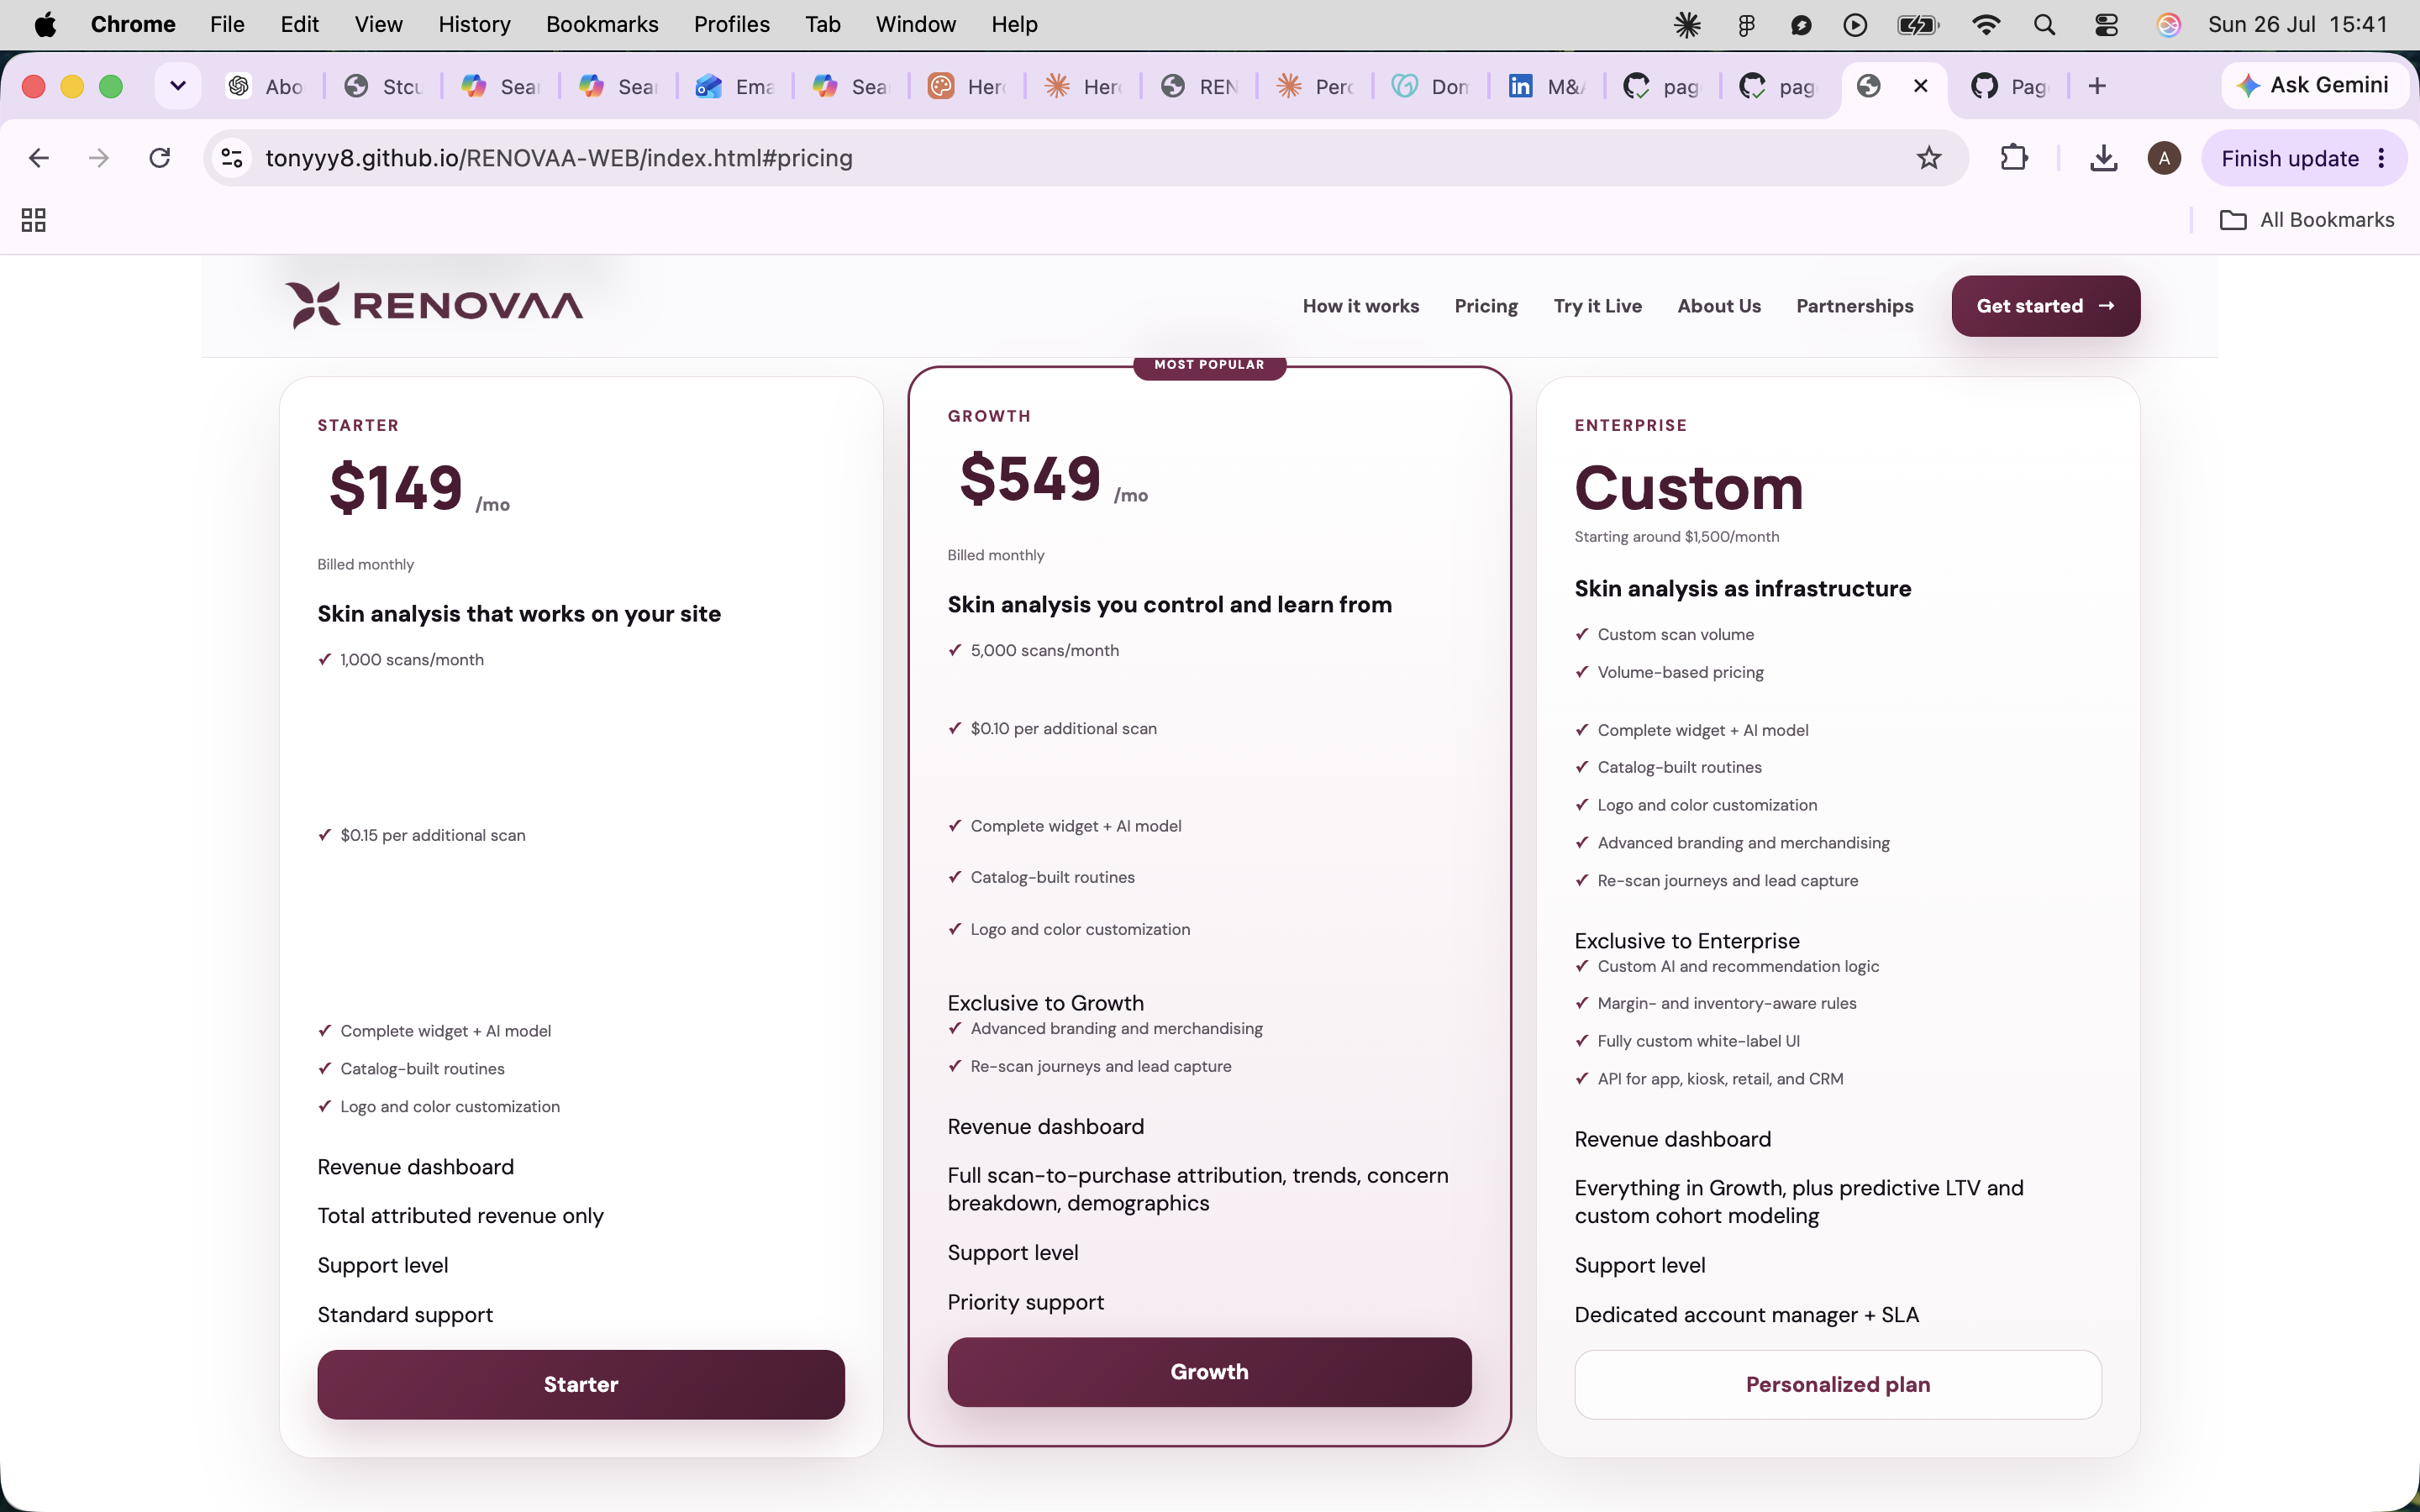 Chrome File Edit View History Bookmarks Profiles Tab Window Help Sun 26 Jul 15:41
Abo Stcu Sear Sear Ema Sea Her Her REN Perc Dom M&A pag pag Pag Ask Gemini
tonyyy8.github.io/RENOVAA-WEB/index.html#pricing A Finish update
All Bookmarks
RENOVAA How it works Pricing Try it Live About Us Partnerships Get started →
MOST POPULAR
STARTER
$149 /mo
Billed monthly
Skin analysis that works on your site
✓ 1,000 scans/month
✓ $0.15 per additional scan
✓ Complete widget + AI model
✓ Catalog-built routines
✓ Logo and color customization
Revenue dashboard
Total attributed revenue only
Support level
Standard support
Starter
GROWTH
$549 /mo
Billed monthly
Skin analysis you control and learn from
✓ 5,000 scans/month
✓ $0.10 per additional scan
✓ Complete widget + AI model
✓ Catalog-built routines
✓ Logo and color customization
Exclusive to Growth
✓ Advanced branding and merchandising
✓ Re-scan journeys and lead capture
Revenue dashboard
Full scan-to-purchase attribution, trends, concern
breakdown, demographics
Support level
Priority support
Growth
ENTERPRISE
Custom
Starting around $1,500/month
Skin analysis as infrastructure
✓ Custom scan volume
✓ Volume-based pricing
✓ Complete widget + AI model
✓ Catalog-built routines
✓ Logo and color customization
✓ Advanced branding and merchandising
✓ Re-scan journeys and lead capture
Exclusive to Enterprise
✓ Custom AI and recommendation logic
✓ Margin- and inventory-aware rules
✓ Fully custom white-label UI
✓ API for app, kiosk, retail, and CRM
Revenue dashboard
Everything in Growth, plus predictive LTV and
custom cohort modeling
Support level
Dedicated account manager + SLA
Personalized plan